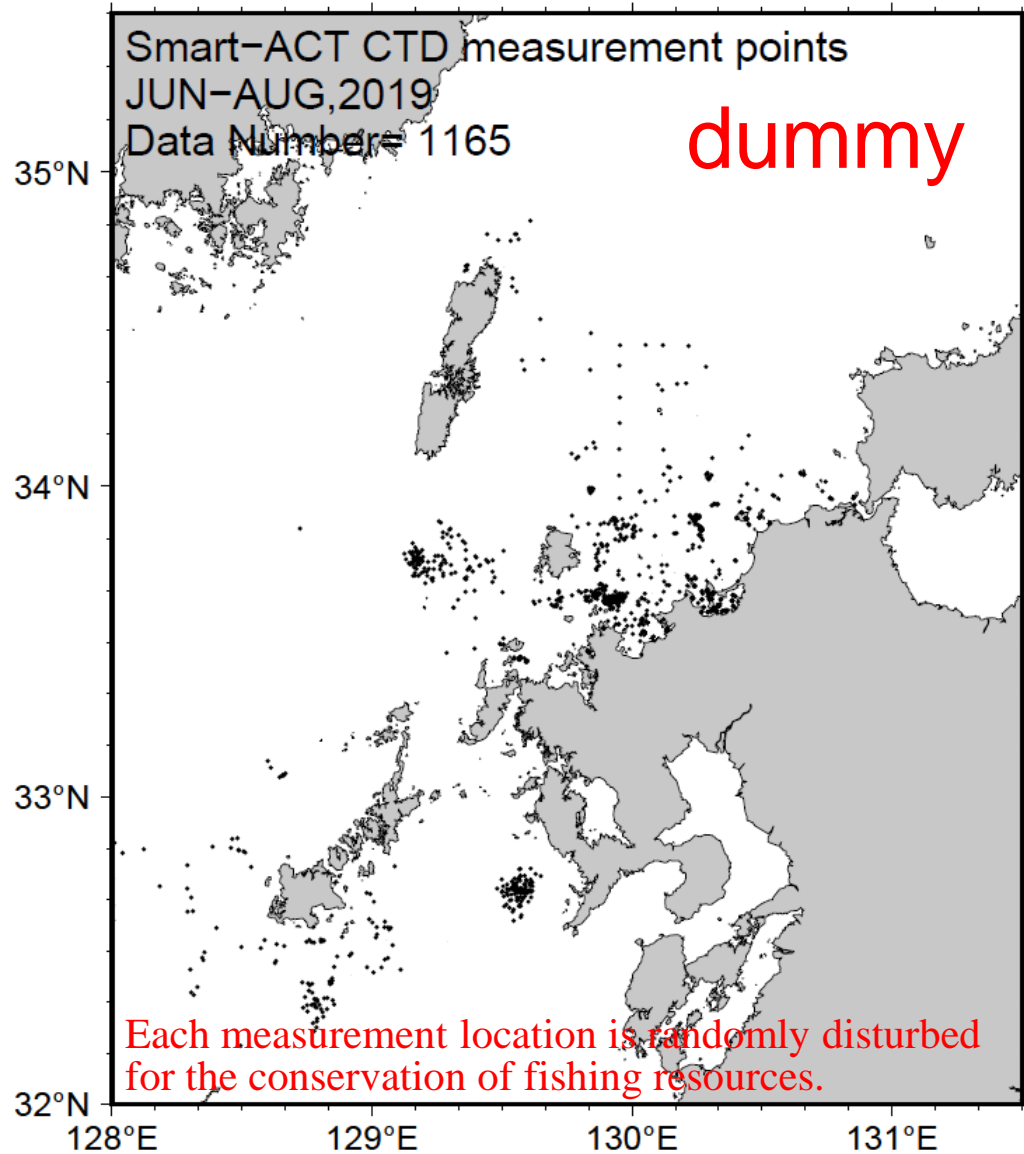 Smart−ACT CTD measurement points
JUN−AUG,2019
Data Number= 1165
dummy
35°N
34°N
33°N
32°N
Each measurement location is randomly disturbed
for the conservation of fishing resources.
128°E 129°E 130°E 131°E